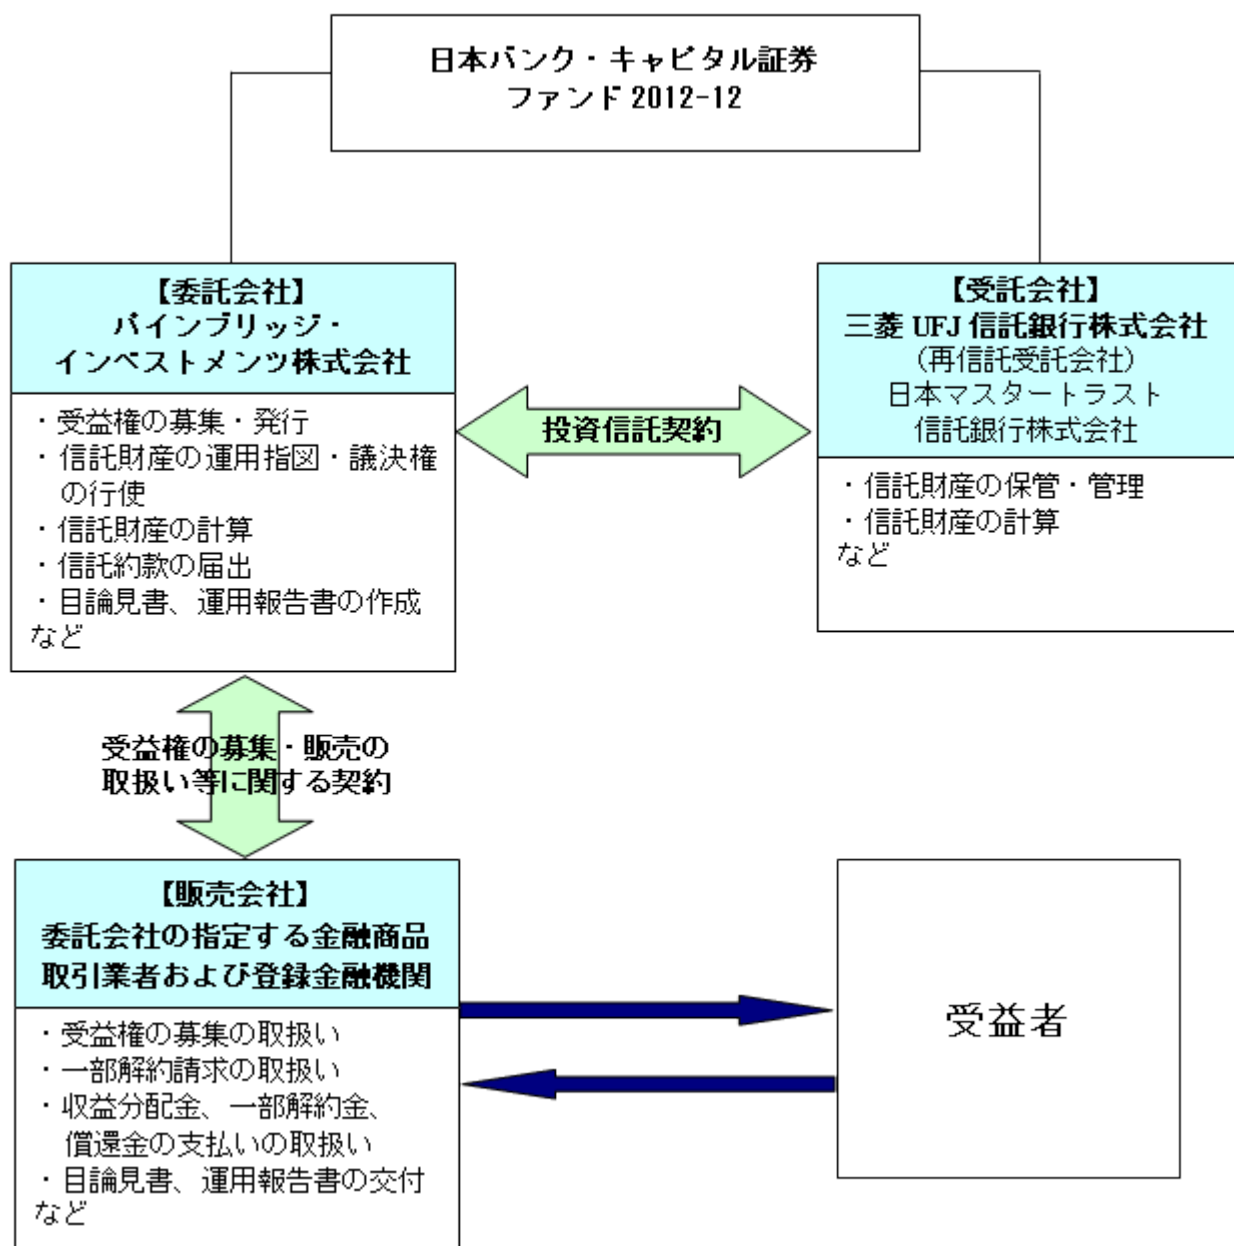 日本バンク・キャピタル証券
ファンド2012-12
【委託会社】
パインブリッジ・
インベストメンツ株式会社
・受益権の募集・発行
・信託財産の運用指図・議決権
の行使
・信託財産の計算
・信託約款の届出
・目論見書、運用報告書の作成
など
投資信託契約
【受託会社】
三菱UFJ信託銀行株式会社
(再信託受託会社)
日本マスタートラスト
信託銀行株式会社
・信託財産の保管・管理
・信託財産の計算
など
受益権の募集・販売の
取扱い等に関する契約
【販売会社】
委託会社の指定する金融商品
取引業者および登録金融機関
・受益権の募集の取扱い
・一部解約請求の取扱い
・収益分配金、一部解約金、
償還金の支払いの取扱い
・目論見書、運用報告書の交付
など
受益者